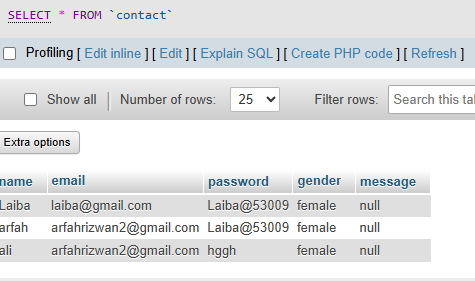 SELECT * FROM `contact`
Profiling [ Edit inline ] [ Edit ] [ Explain SQL ] [ Create PHP code ] [ Refresh ]
Show all Number of rows: 25 Filter rows: Search this ta
Extra options
name email password gender message
Laiba laiba@gmail.com Laiba@53009 female null
arfah arfahrizwan2@gmail.com Laiba@53009 female null
ali arfahrizwan2@gmail.com hggh female null